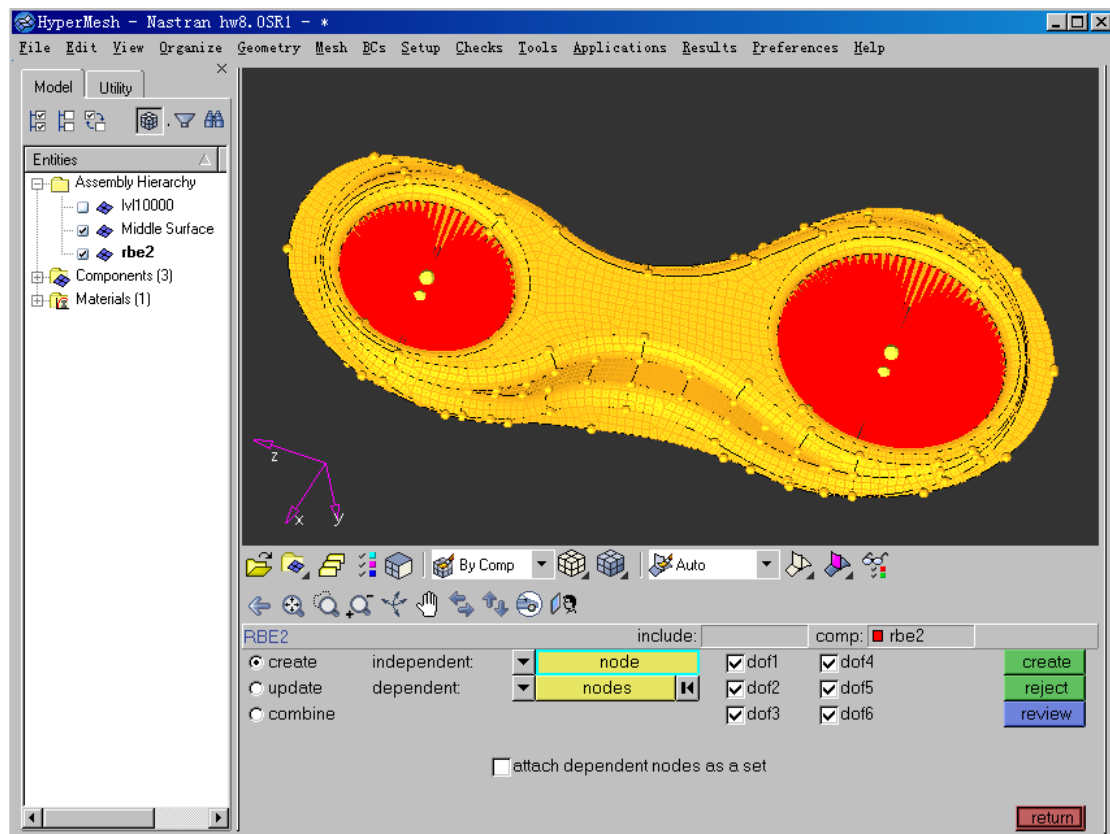 HyperMesh - Nastran hw8.0SR1 - *
File Edit View Organize Geometry Mesh BCs Setup Checks Tools Applications Results Preferences Help
Model Utility
Entities
Assembly Hierarchy
lvl10000
Middle Surface
rbe2
Components (3)
Materials (1)
z
x y
By Comp Auto
RBE2 include: comp: rbe2
create independent: node dof1 dof4 create
update dependent: nodes dof2 dof5 reject
combine dof3 dof6 review
attach dependent nodes as a set
return